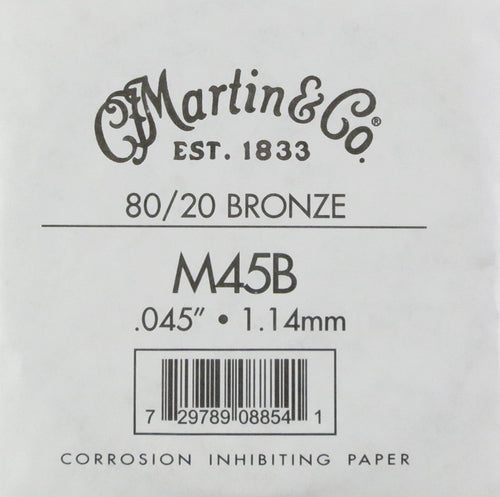 CFMartin & Co.®
EST. 1833
80/20 BRONZE
M45B
.045” • 1.14mm
7 29789 08854 1
CORROSION INHIBITING PAPER